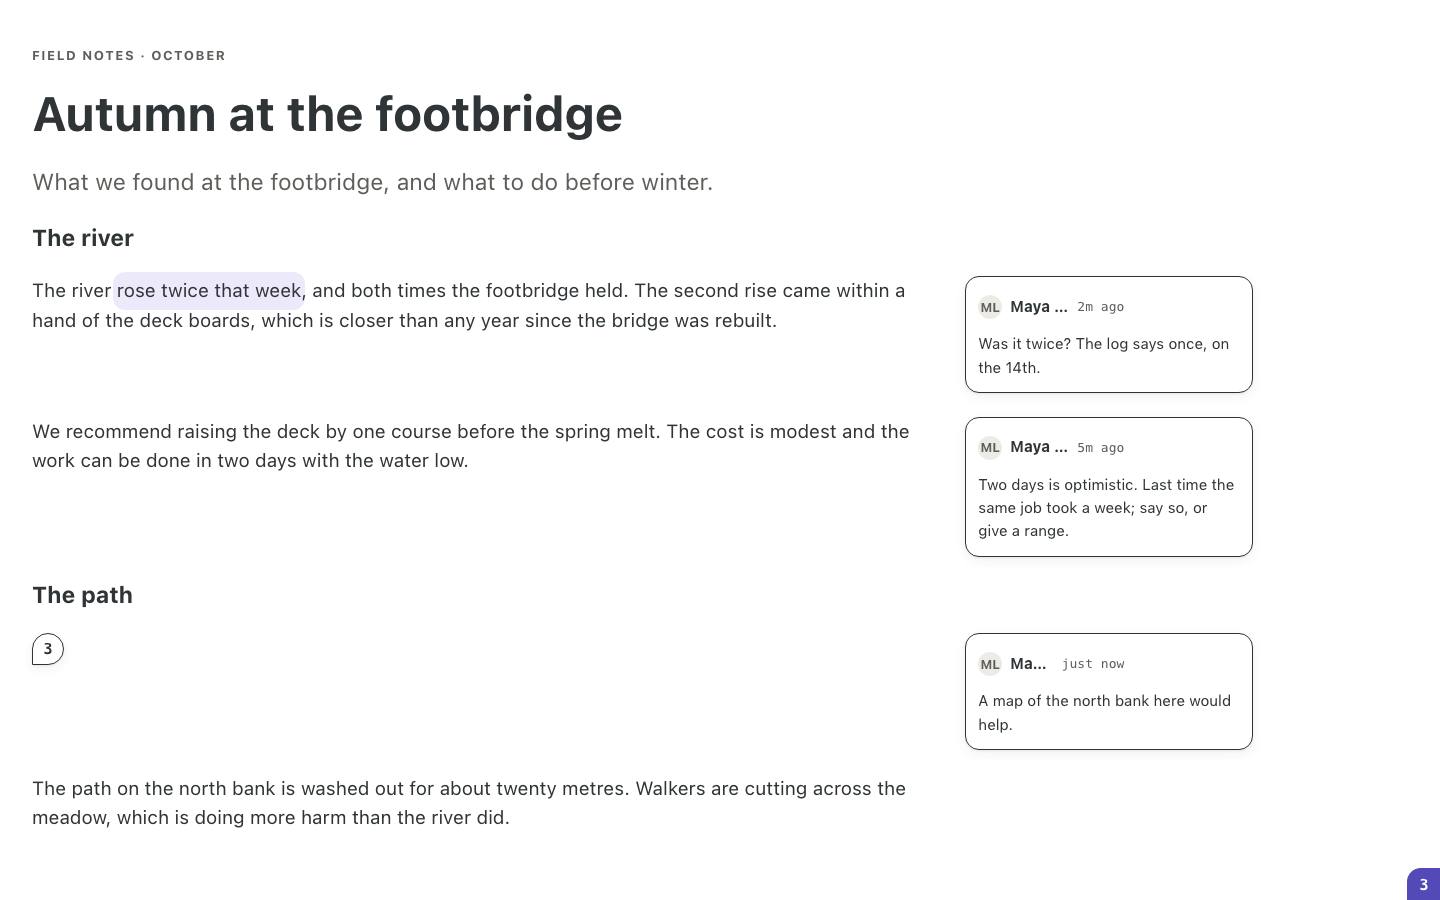 FIELD NOTES · OCTOBER
Autumn at the footbridge
What we found at the footbridge, and what to do before winter.
The river
The river rose twice that week, and both times the footbridge held. The second rise came within a
hand of the deck boards, which is closer than any year since the bridge was rebuilt.
ML Maya ... 2m ago
Was it twice? The log says once, on
the 14th.
We recommend raising the deck by one course before the spring melt. The cost is modest and the
work can be done in two days with the water low.
ML Maya ... 5m ago
Two days is optimistic. Last time the
same job took a week; say so, or
give a range.
The path
3
ML Ma... just now
A map of the north bank here would
help.
The path on the north bank is washed out for about twenty metres. Walkers are cutting across the
meadow, which is doing more harm than the river did.
3